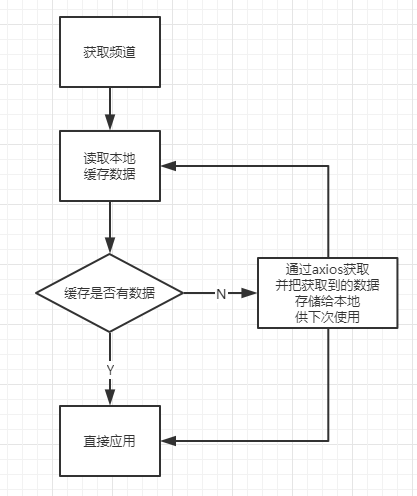 获取频道
读取本地
缓存数据
缓存是否有数据
N
通过axios获取
并把获取到的数据
存储给本地
供下次使用
Y
直接应用